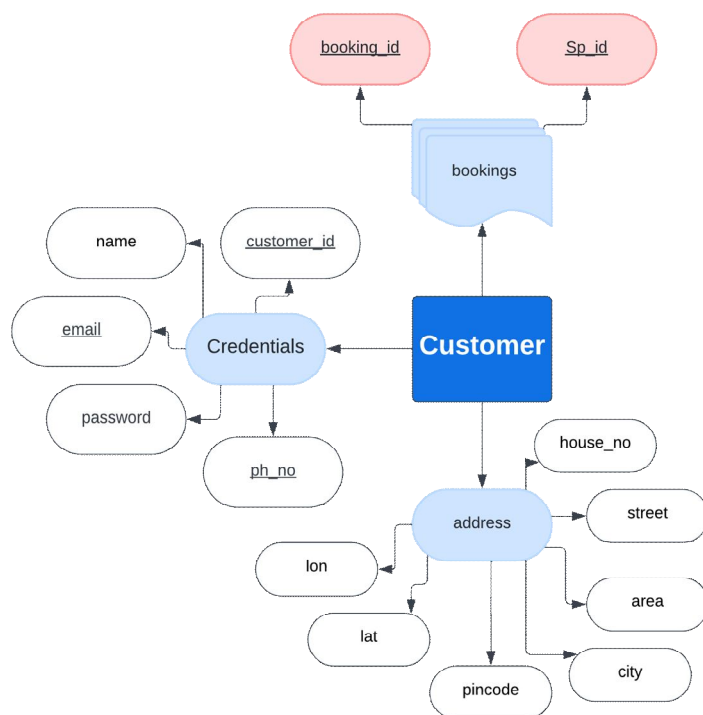 booking_id
Sp_id
bookings
name
customer_id
email
Credentials
Customer
password
ph_no
house_no
address
street
lon
area
lat
city
pincode